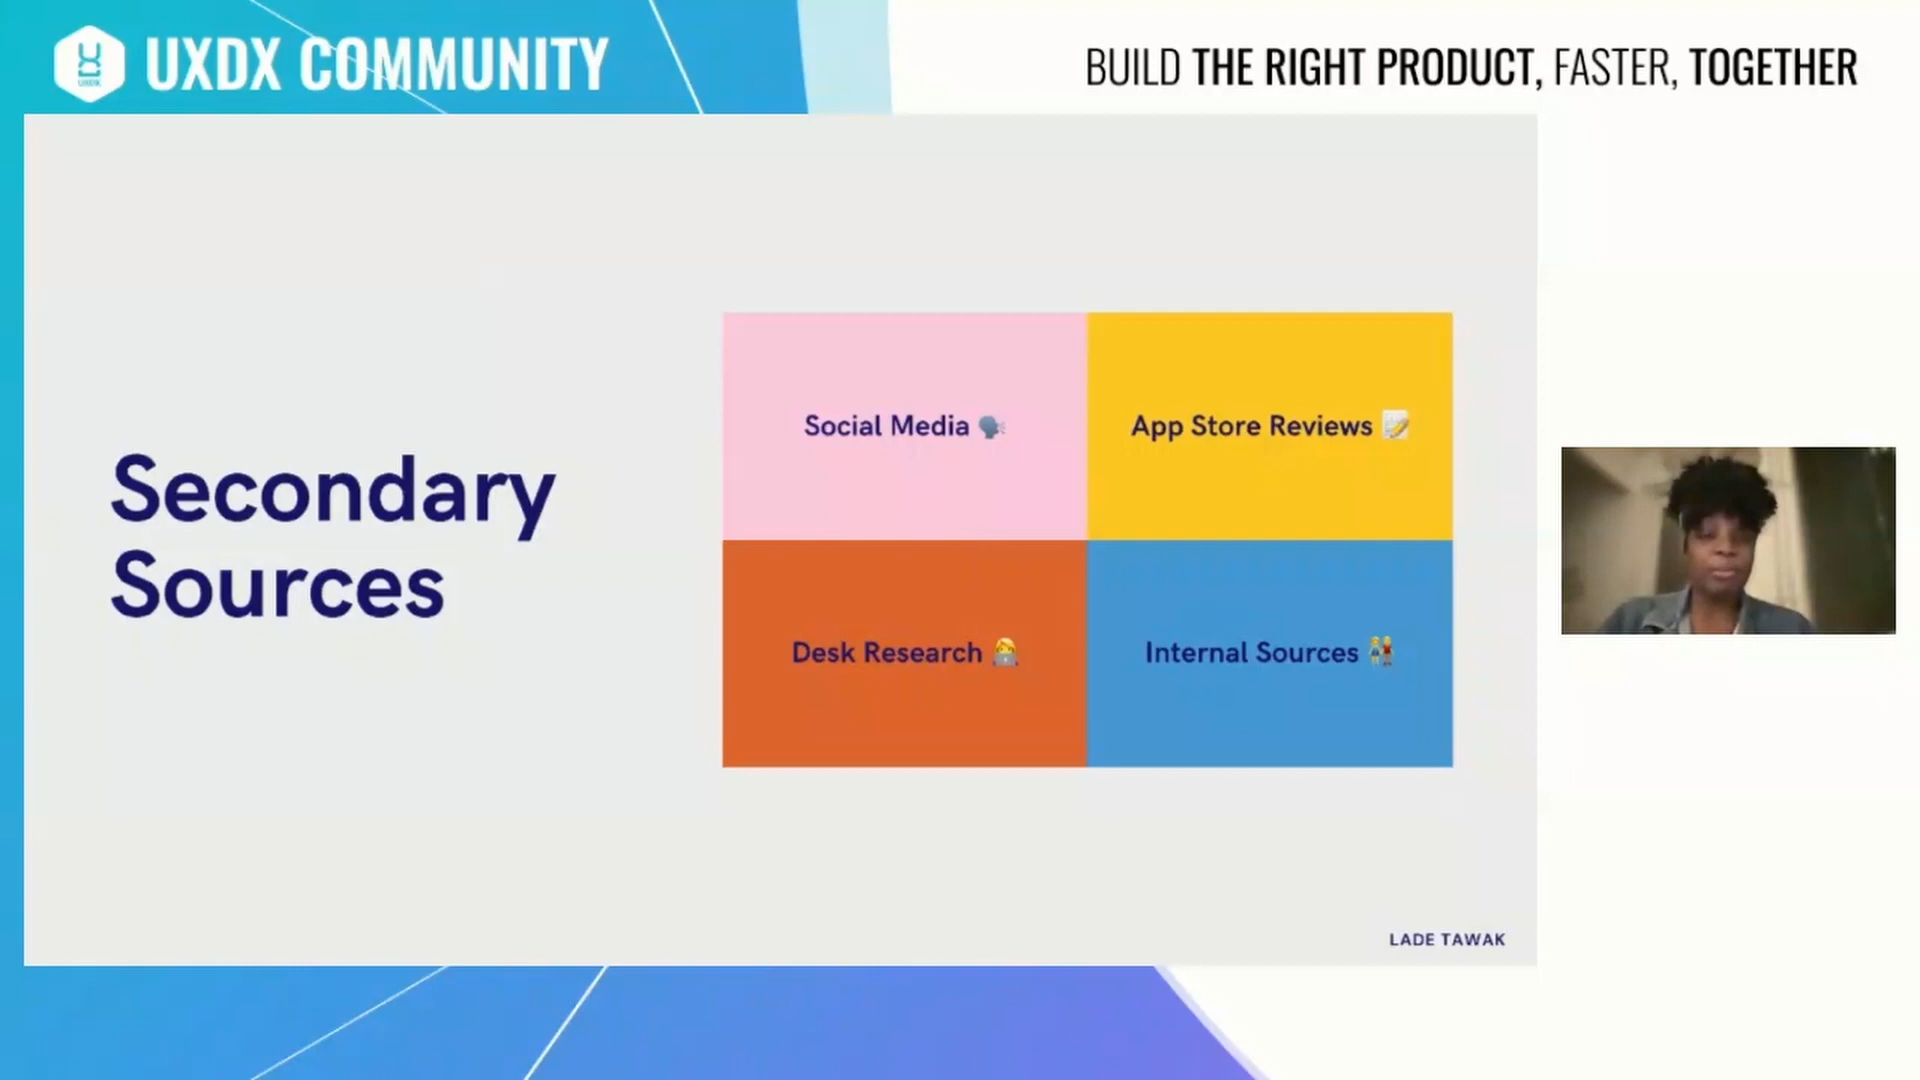 UXDX COMMUNITY
BUILD THE RIGHT PRODUCT, FASTER, TOGETHER
Secondary
Sources
Social Media 🗣️
App Store Reviews 📝
Desk Research 🧑‍💻
Internal Sources 👭
LADE TAWAK